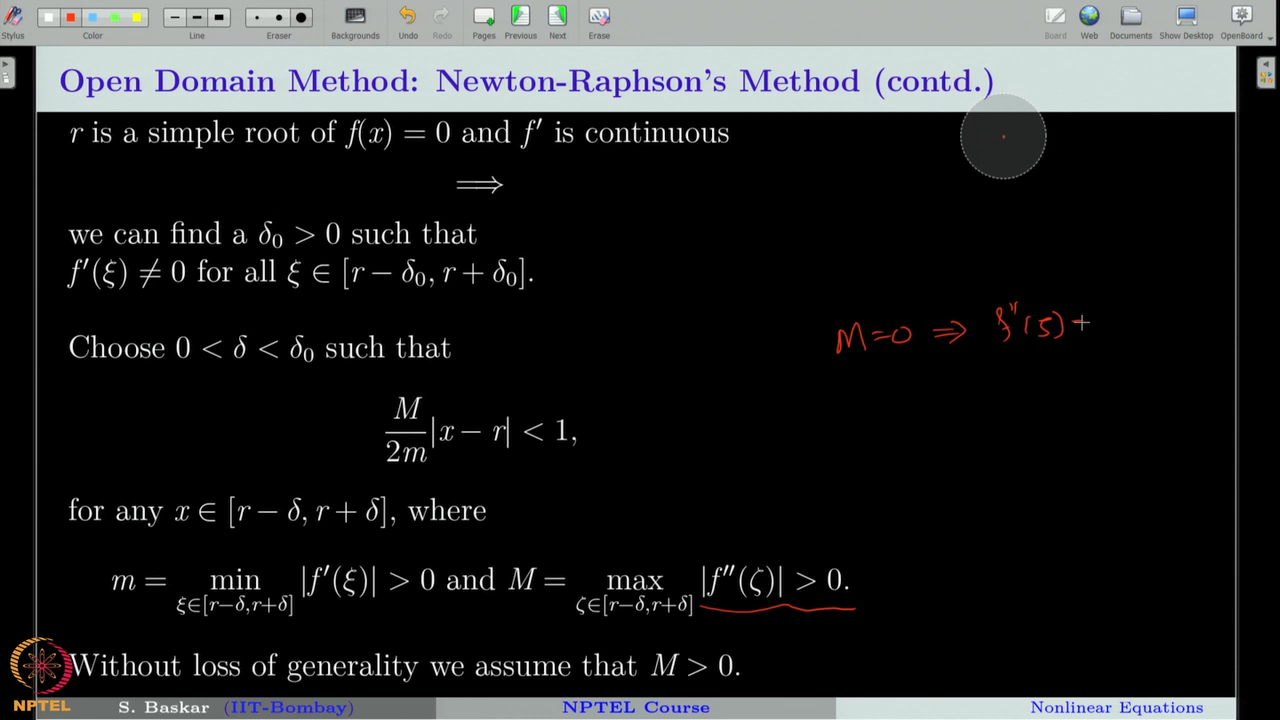 Stylus Color Line Eraser Backgrounds Undo Redo Pages Previous Next Erase Board Web Documents Show Desktop OpenBoard
Open Domain Method: Newton-Raphson's Method (contd.)
r is a simple root of f(x) = 0 and f′ is continuous
⟹
we can find a δ₀ > 0 such that
f′(ξ) ≠ 0 for all ξ ∈ [r − δ₀, r + δ₀].
M=0 ⇒ f″(ζ)
Choose 0 < δ < δ₀ such that
M/2m |x − r| < 1,
for any x ∈ [r − δ, r + δ], where
m = min |f′(ξ)| > 0 and M = max |f″(ζ)| > 0.
ξ∈[r−δ,r+δ] ζ∈[r−δ,r+δ]
Without loss of generality we assume that M > 0.
NPTEL
S. Baskar (IIT-Bombay) NPTEL Course Nonlinear Equations